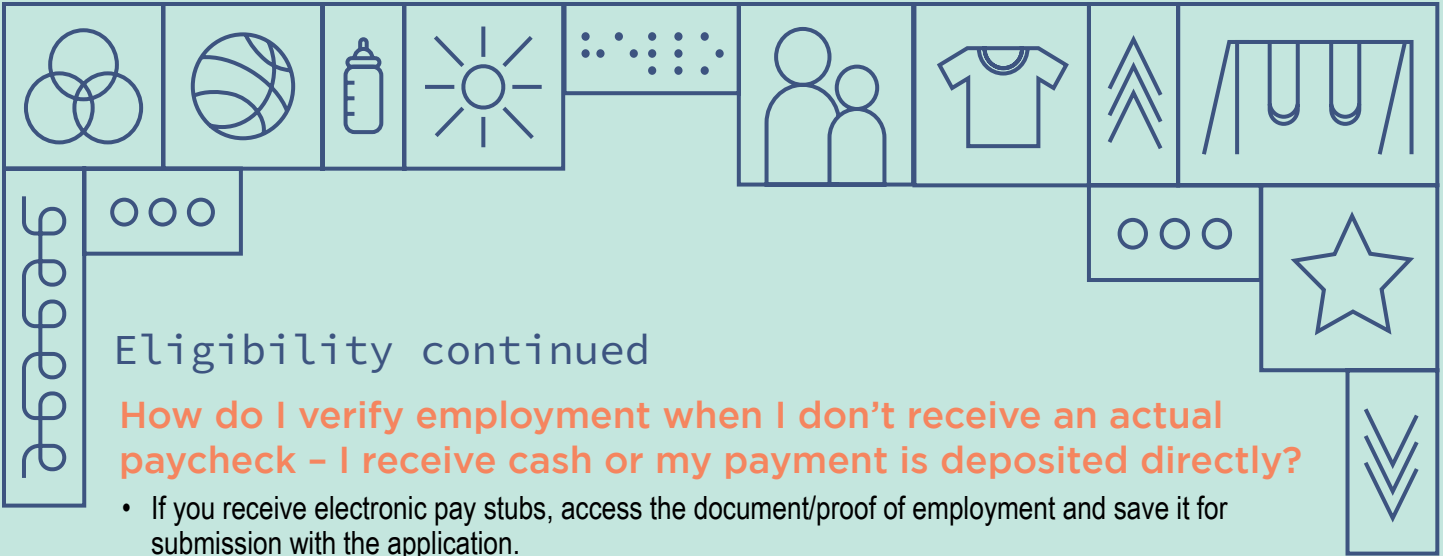 Eligibility continued
How do I verify employment when I don’t receive an actual
paycheck – I receive cash or my payment is deposited directly?
• If you receive electronic pay stubs, access the document/proof of employment and save it for
submission with the application.